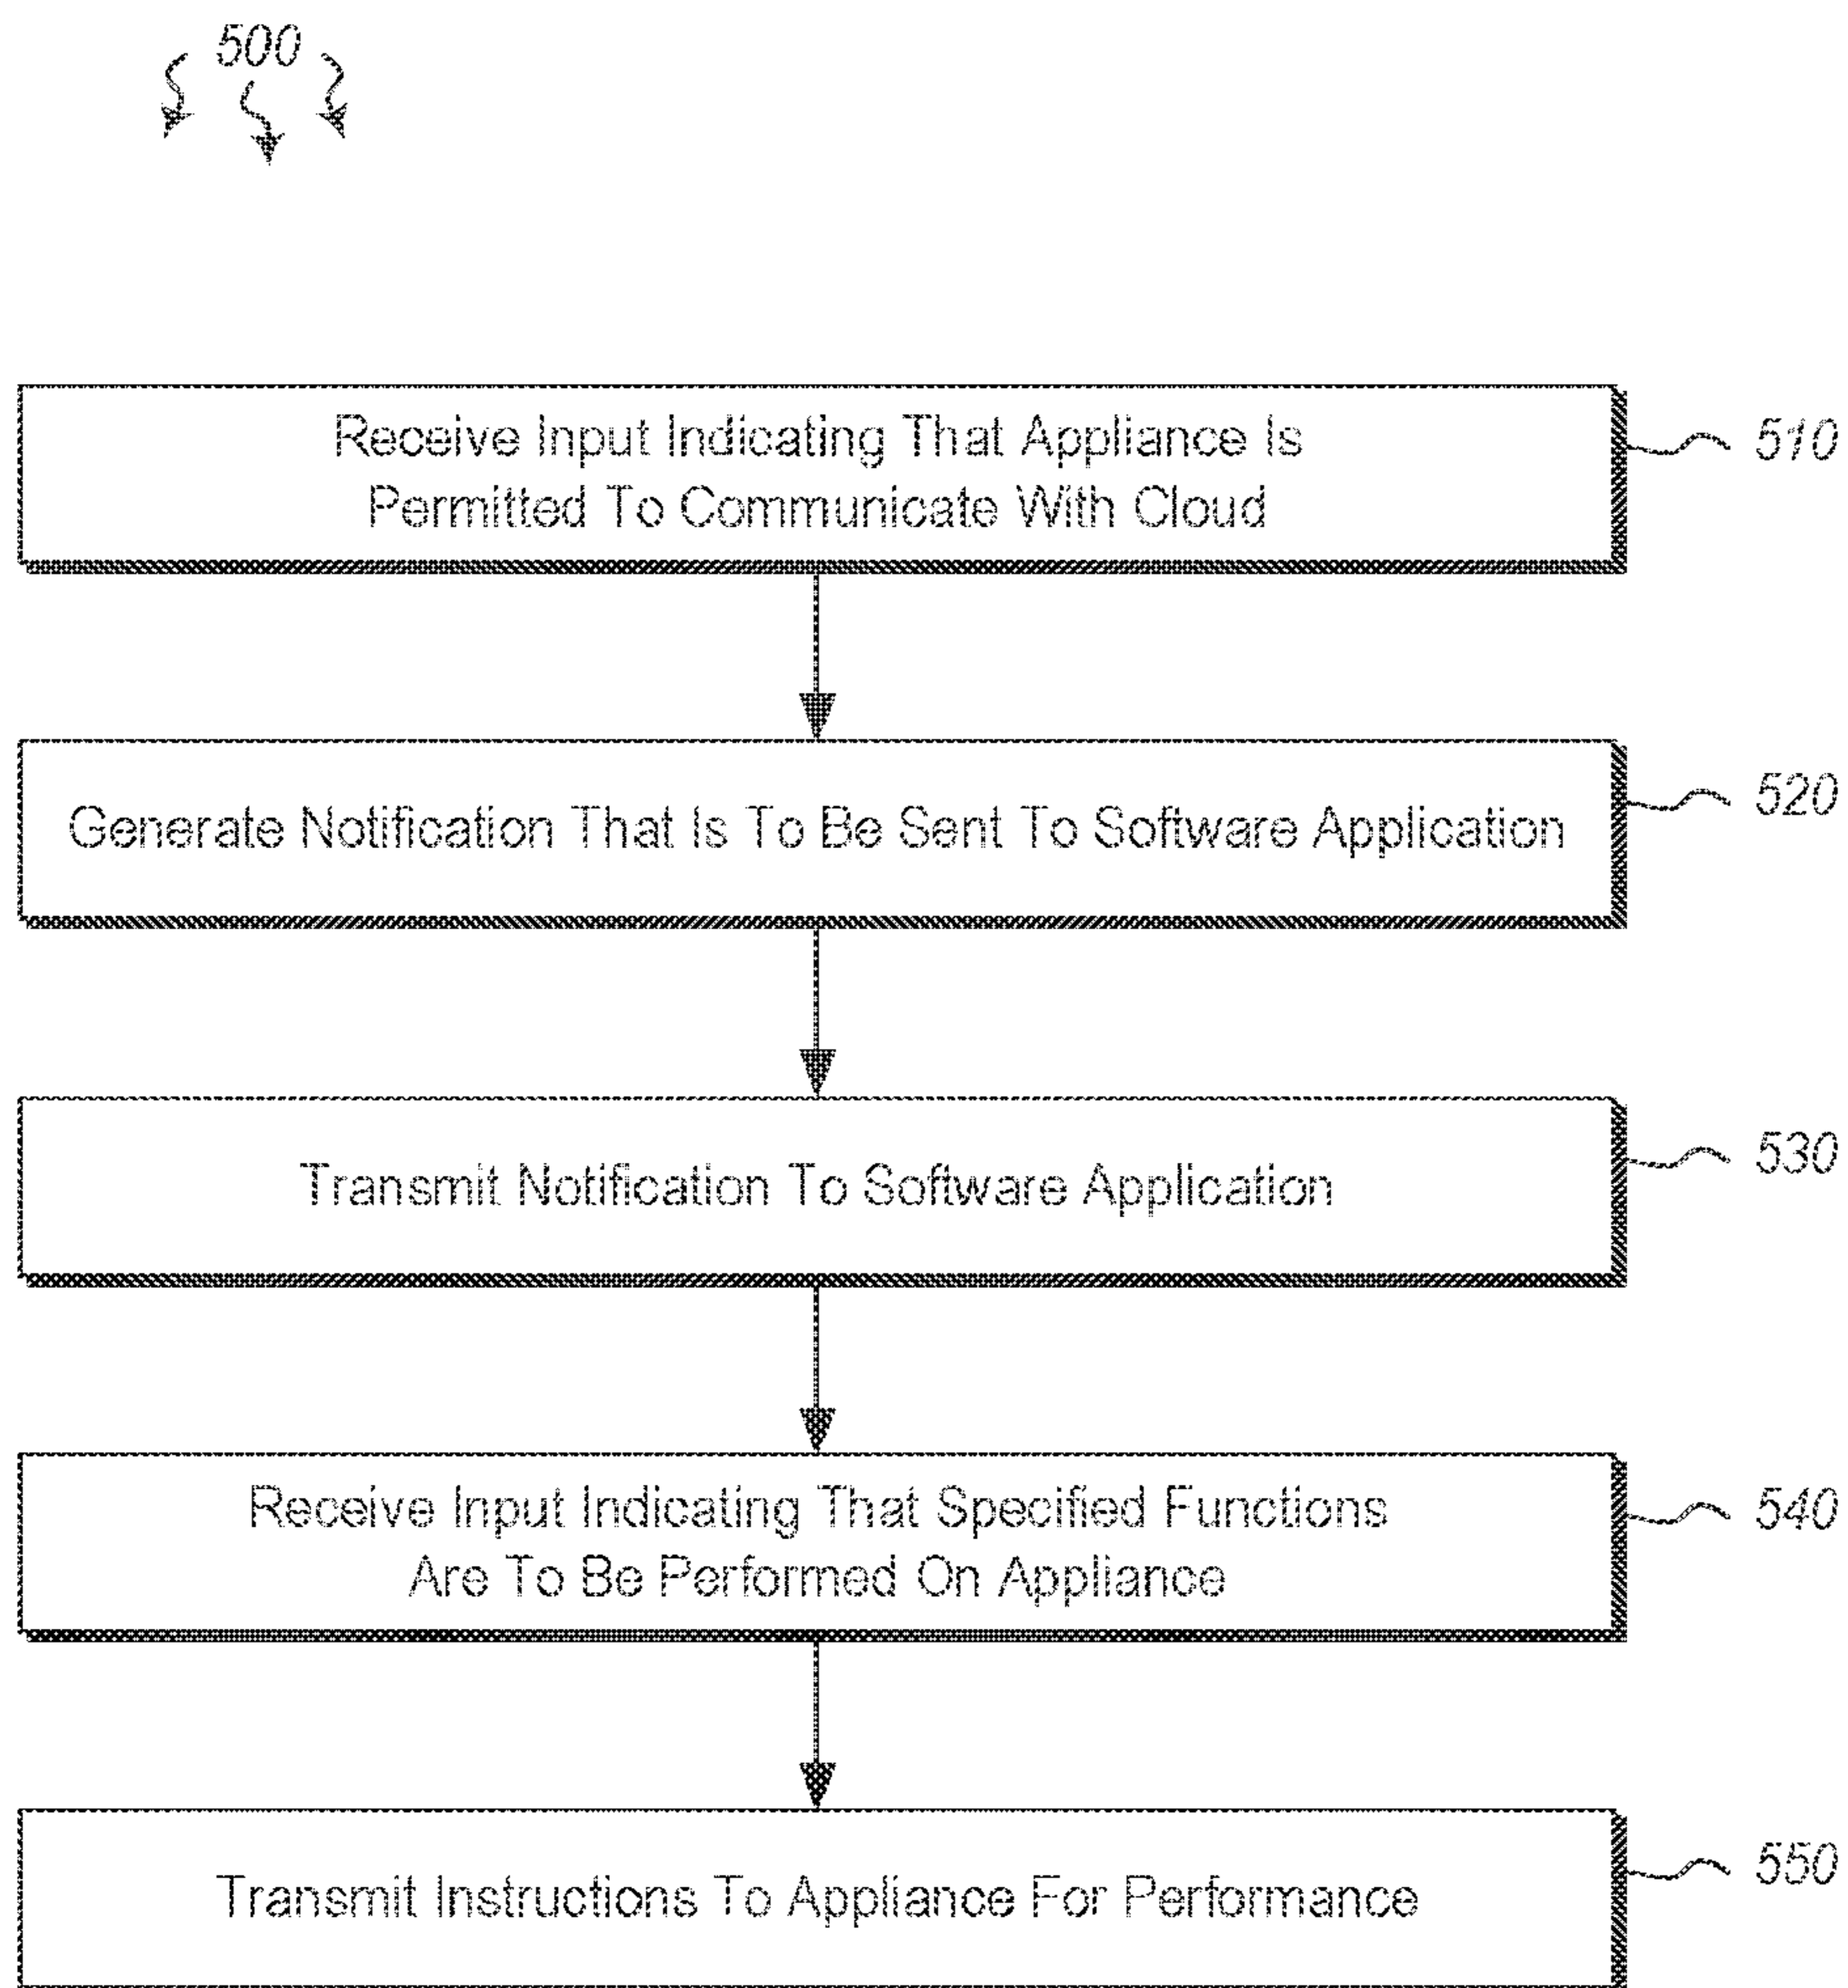 500
Receive Input Indicating That Appliance Is
Permitted To Communicate With Cloud
510
Generate Notification That Is To Be Sent To Software Application
520
Transmit Notification To Software Application
530
Receive Input Indicating That Specified Functions
Are To Be Performed On Appliance
540
Transmit Instructions To Appliance For Performance
550